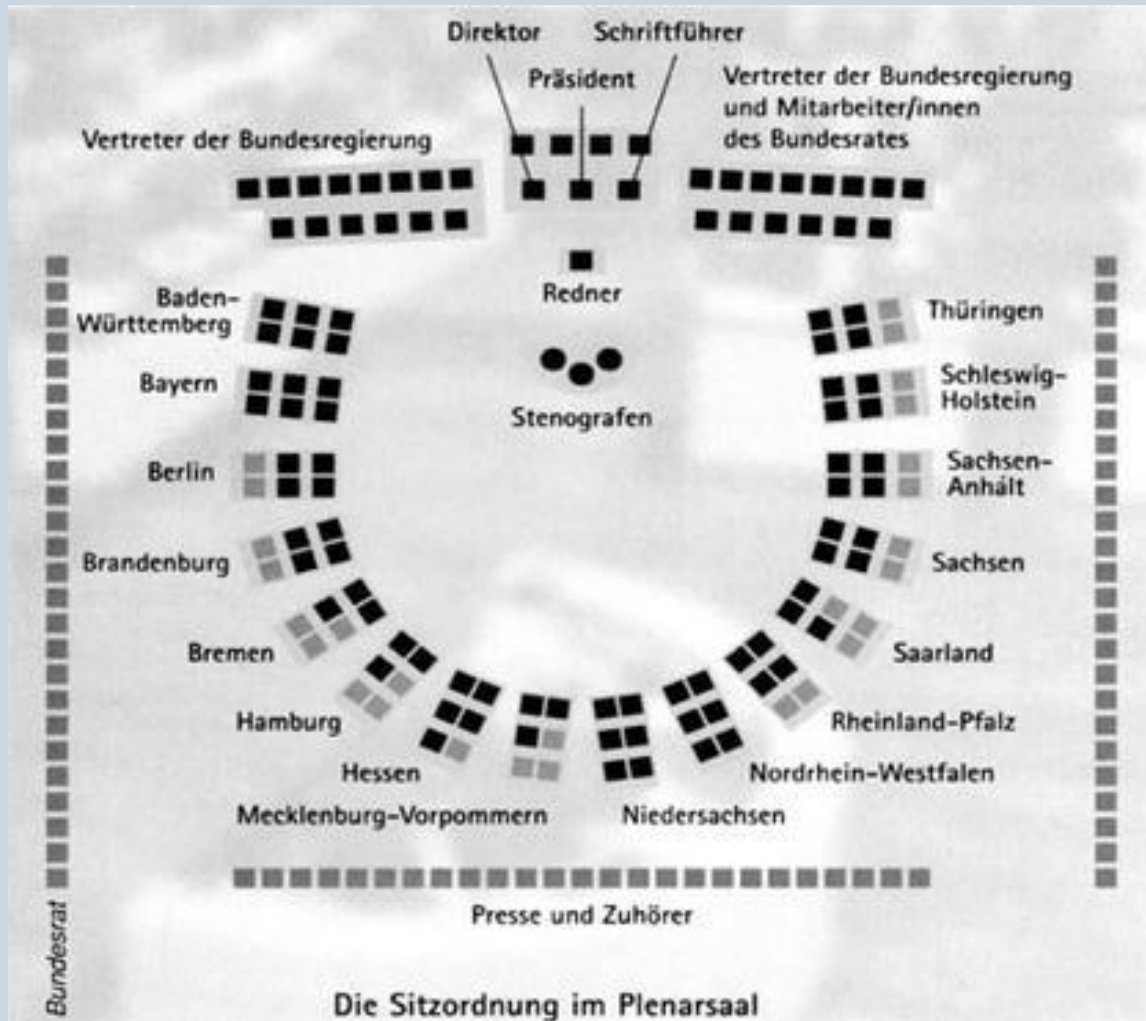 Direktor
Schriftführer
Präsident
Vertreter der Bundesregierung
und Mitarbeiter/innen
des Bundesrates
Vertreter der Bundesregierung
Redner
Stenografen
Baden-
Württemberg
Bayern
Berlin
Brandenburg
Bremen
Hamburg
Hessen
Mecklenburg-Vorpommern
Niedersachsen
Nordrhein-Westfalen
Rheinland-Pfalz
Saarland
Sachsen
Sachsen-
Anhalt
Schleswig-
Holstein
Thüringen
Presse und Zuhörer
Bundesrat
Die Sitzordnung im Plenarsaal